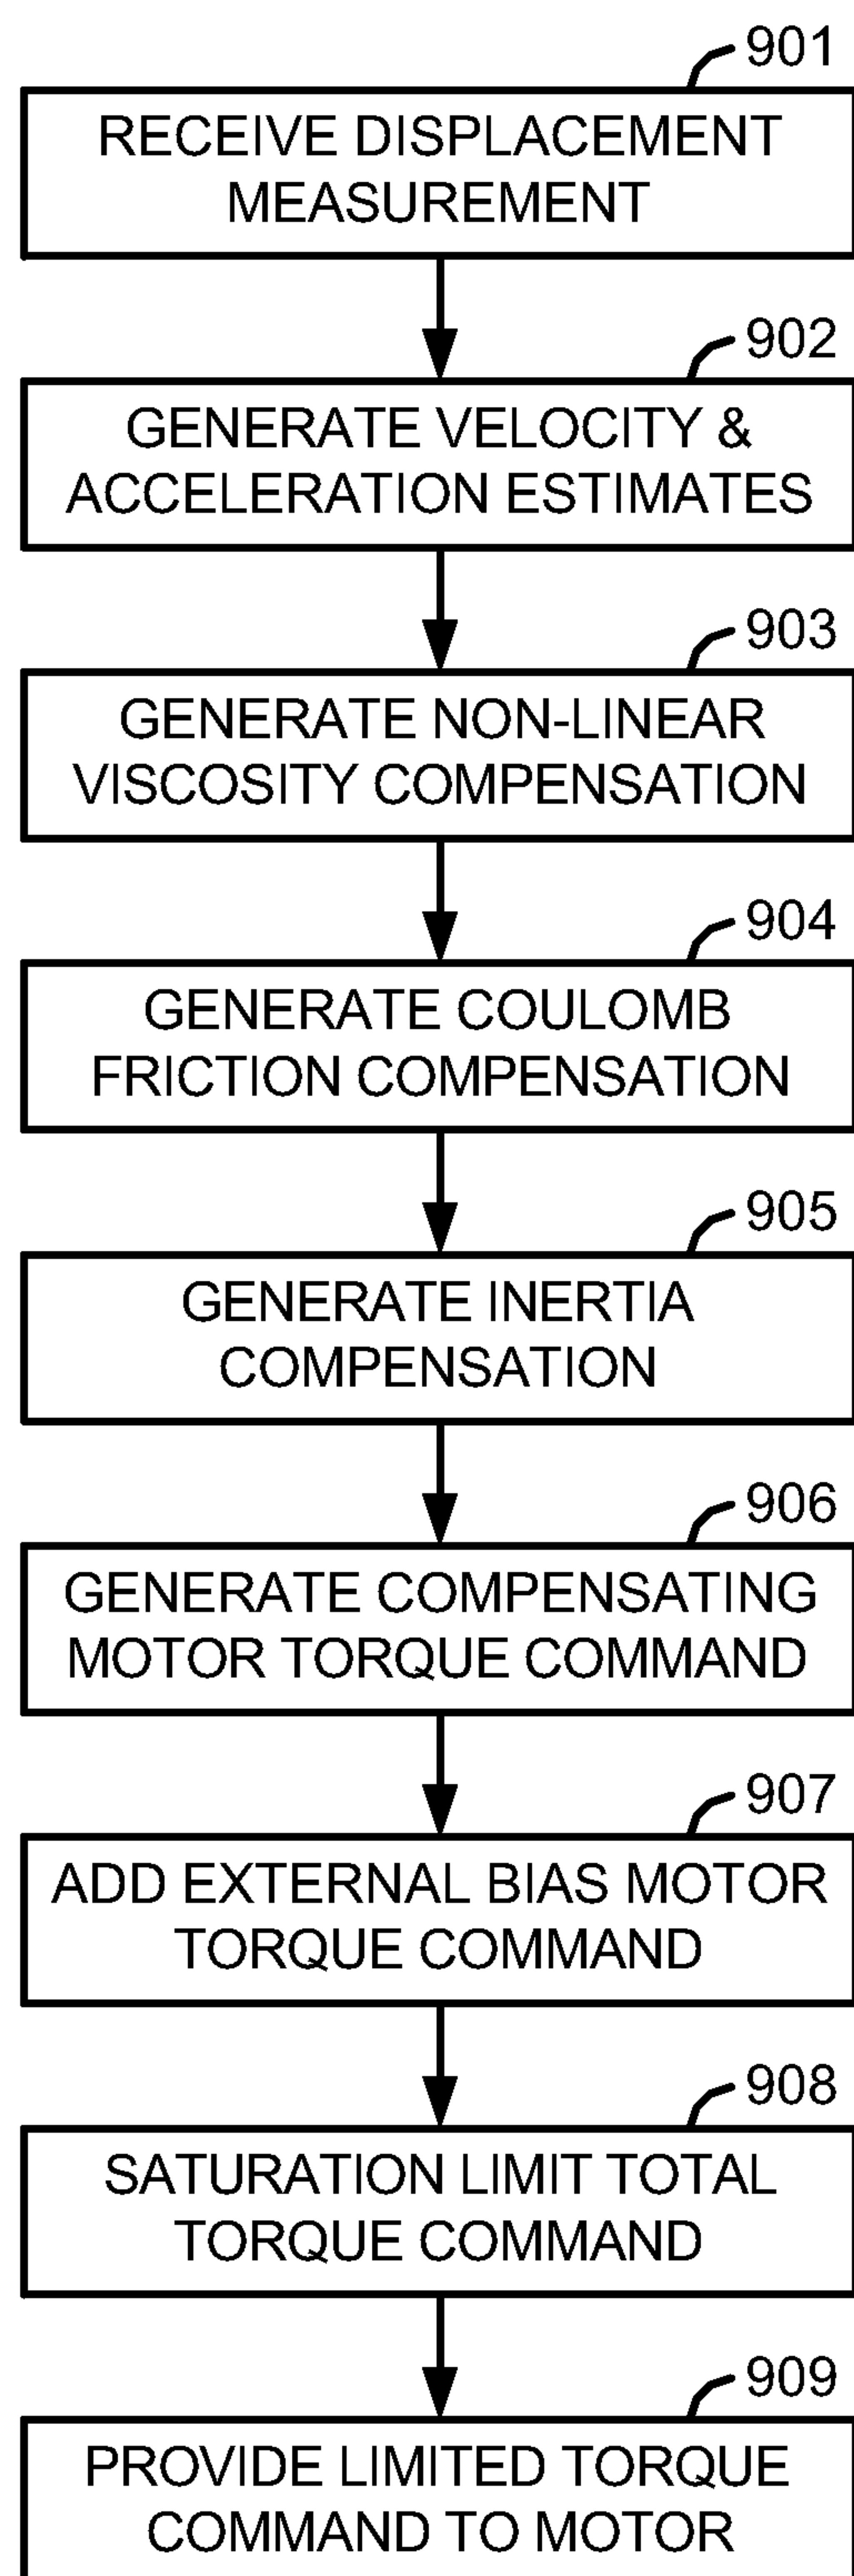 901
RECEIVE DISPLACEMENT
MEASUREMENT
902
GENERATE VELOCITY &
ACCELERATION ESTIMATES
903
GENERATE NON-LINEAR
VISCOSITY COMPENSATION
904
GENERATE COULOMB
FRICTION COMPENSATION
905
GENERATE INERTIA
COMPENSATION
906
GENERATE COMPENSATING
MOTOR TORQUE COMMAND
907
ADD EXTERNAL BIAS MOTOR
TORQUE COMMAND
908
SATURATION LIMIT TOTAL
TORQUE COMMAND
909
PROVIDE LIMITED TORQUE
COMMAND TO MOTOR